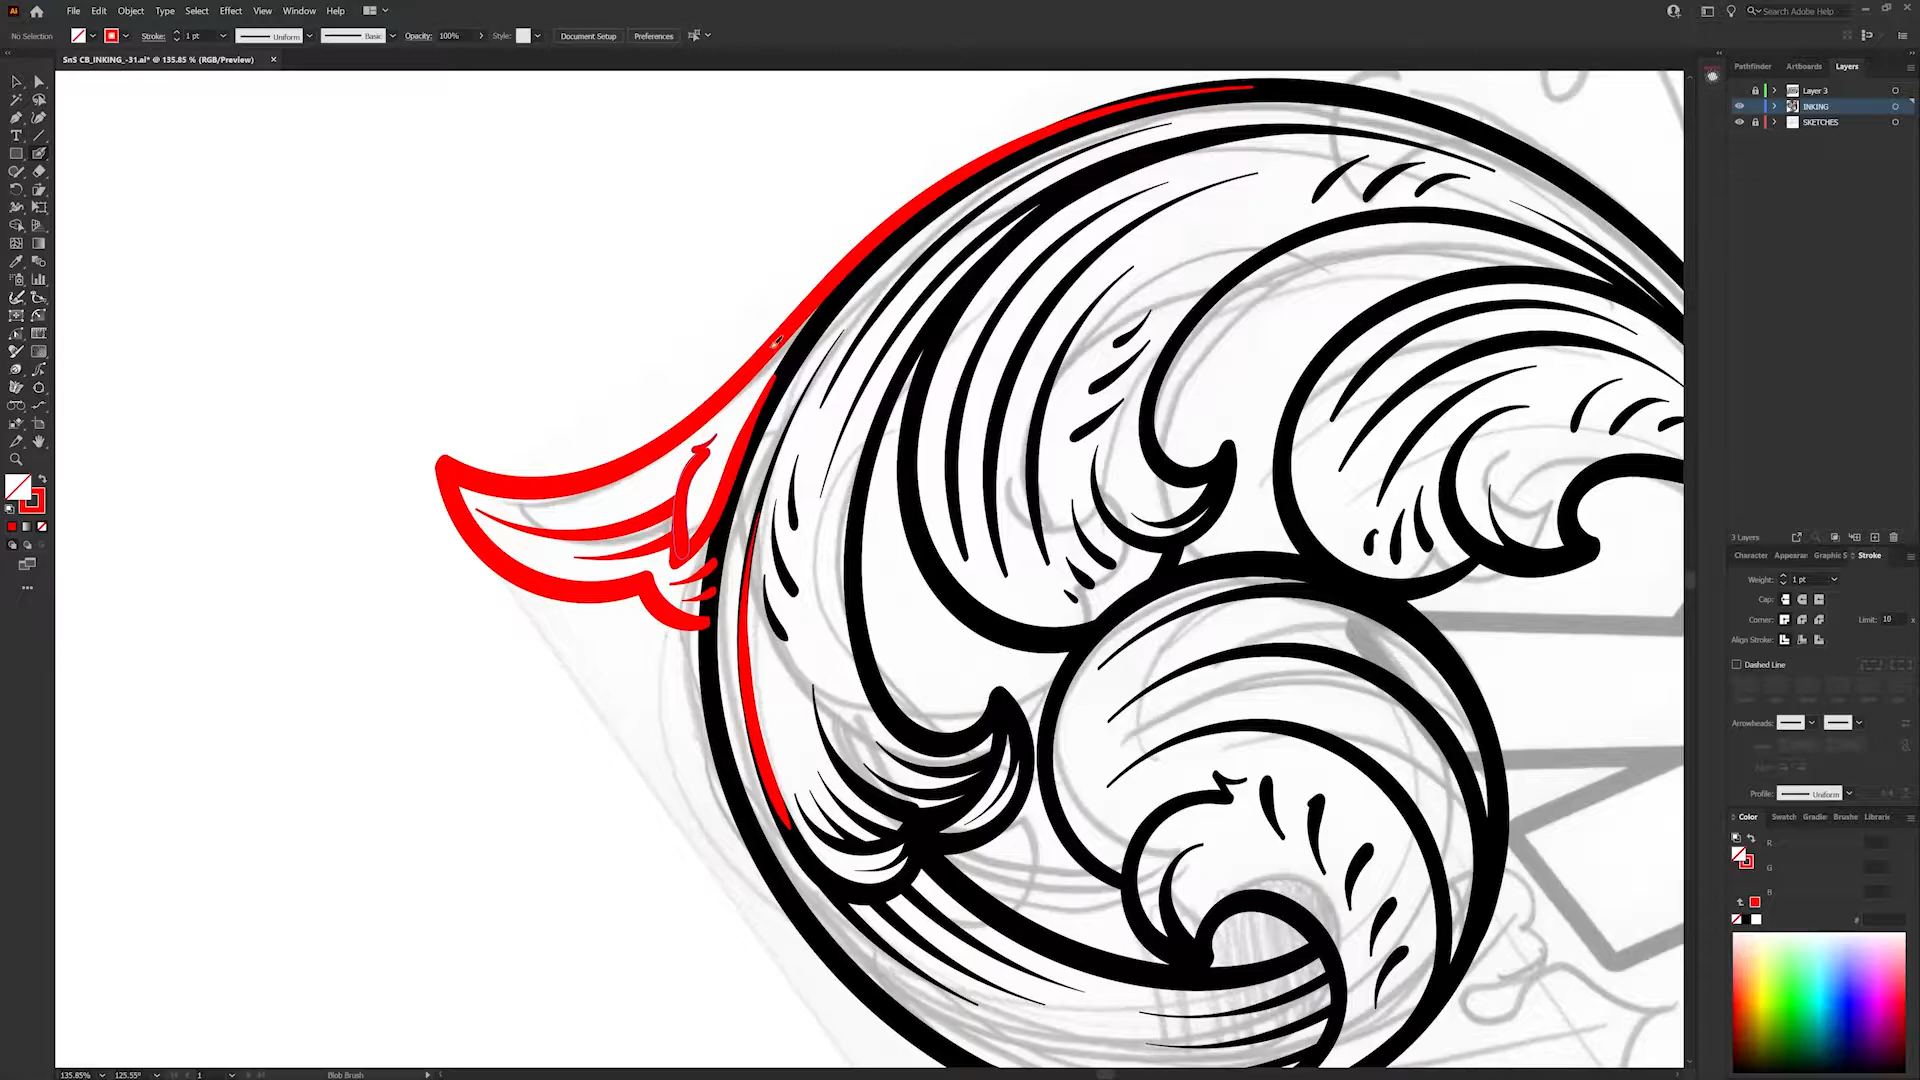 Ai File Edit Object Type Select Effect View Window Help Search Adobe Help
No Selection Stroke: 1 pt Uniform Basic Opacity: 100% Style: Document Setup Preferences
SnS CB_INKING_-31.ai* @ 135.85 % (RGB/Preview)
Pathfinder Artboards Layers
Layer 3
INKING
SKETCHES
3 Layers
Character Appearan Graphic S Stroke
Weight: 1 pt
Cap:
Corner: Limit: 10 x
Align Stroke:
Dashed Line
Arrowheads:
Profile: Uniform
Color Swatch Gradien Brushe Librarie
R
G
B
#
135.85% 125.55° 1 Blob Brush